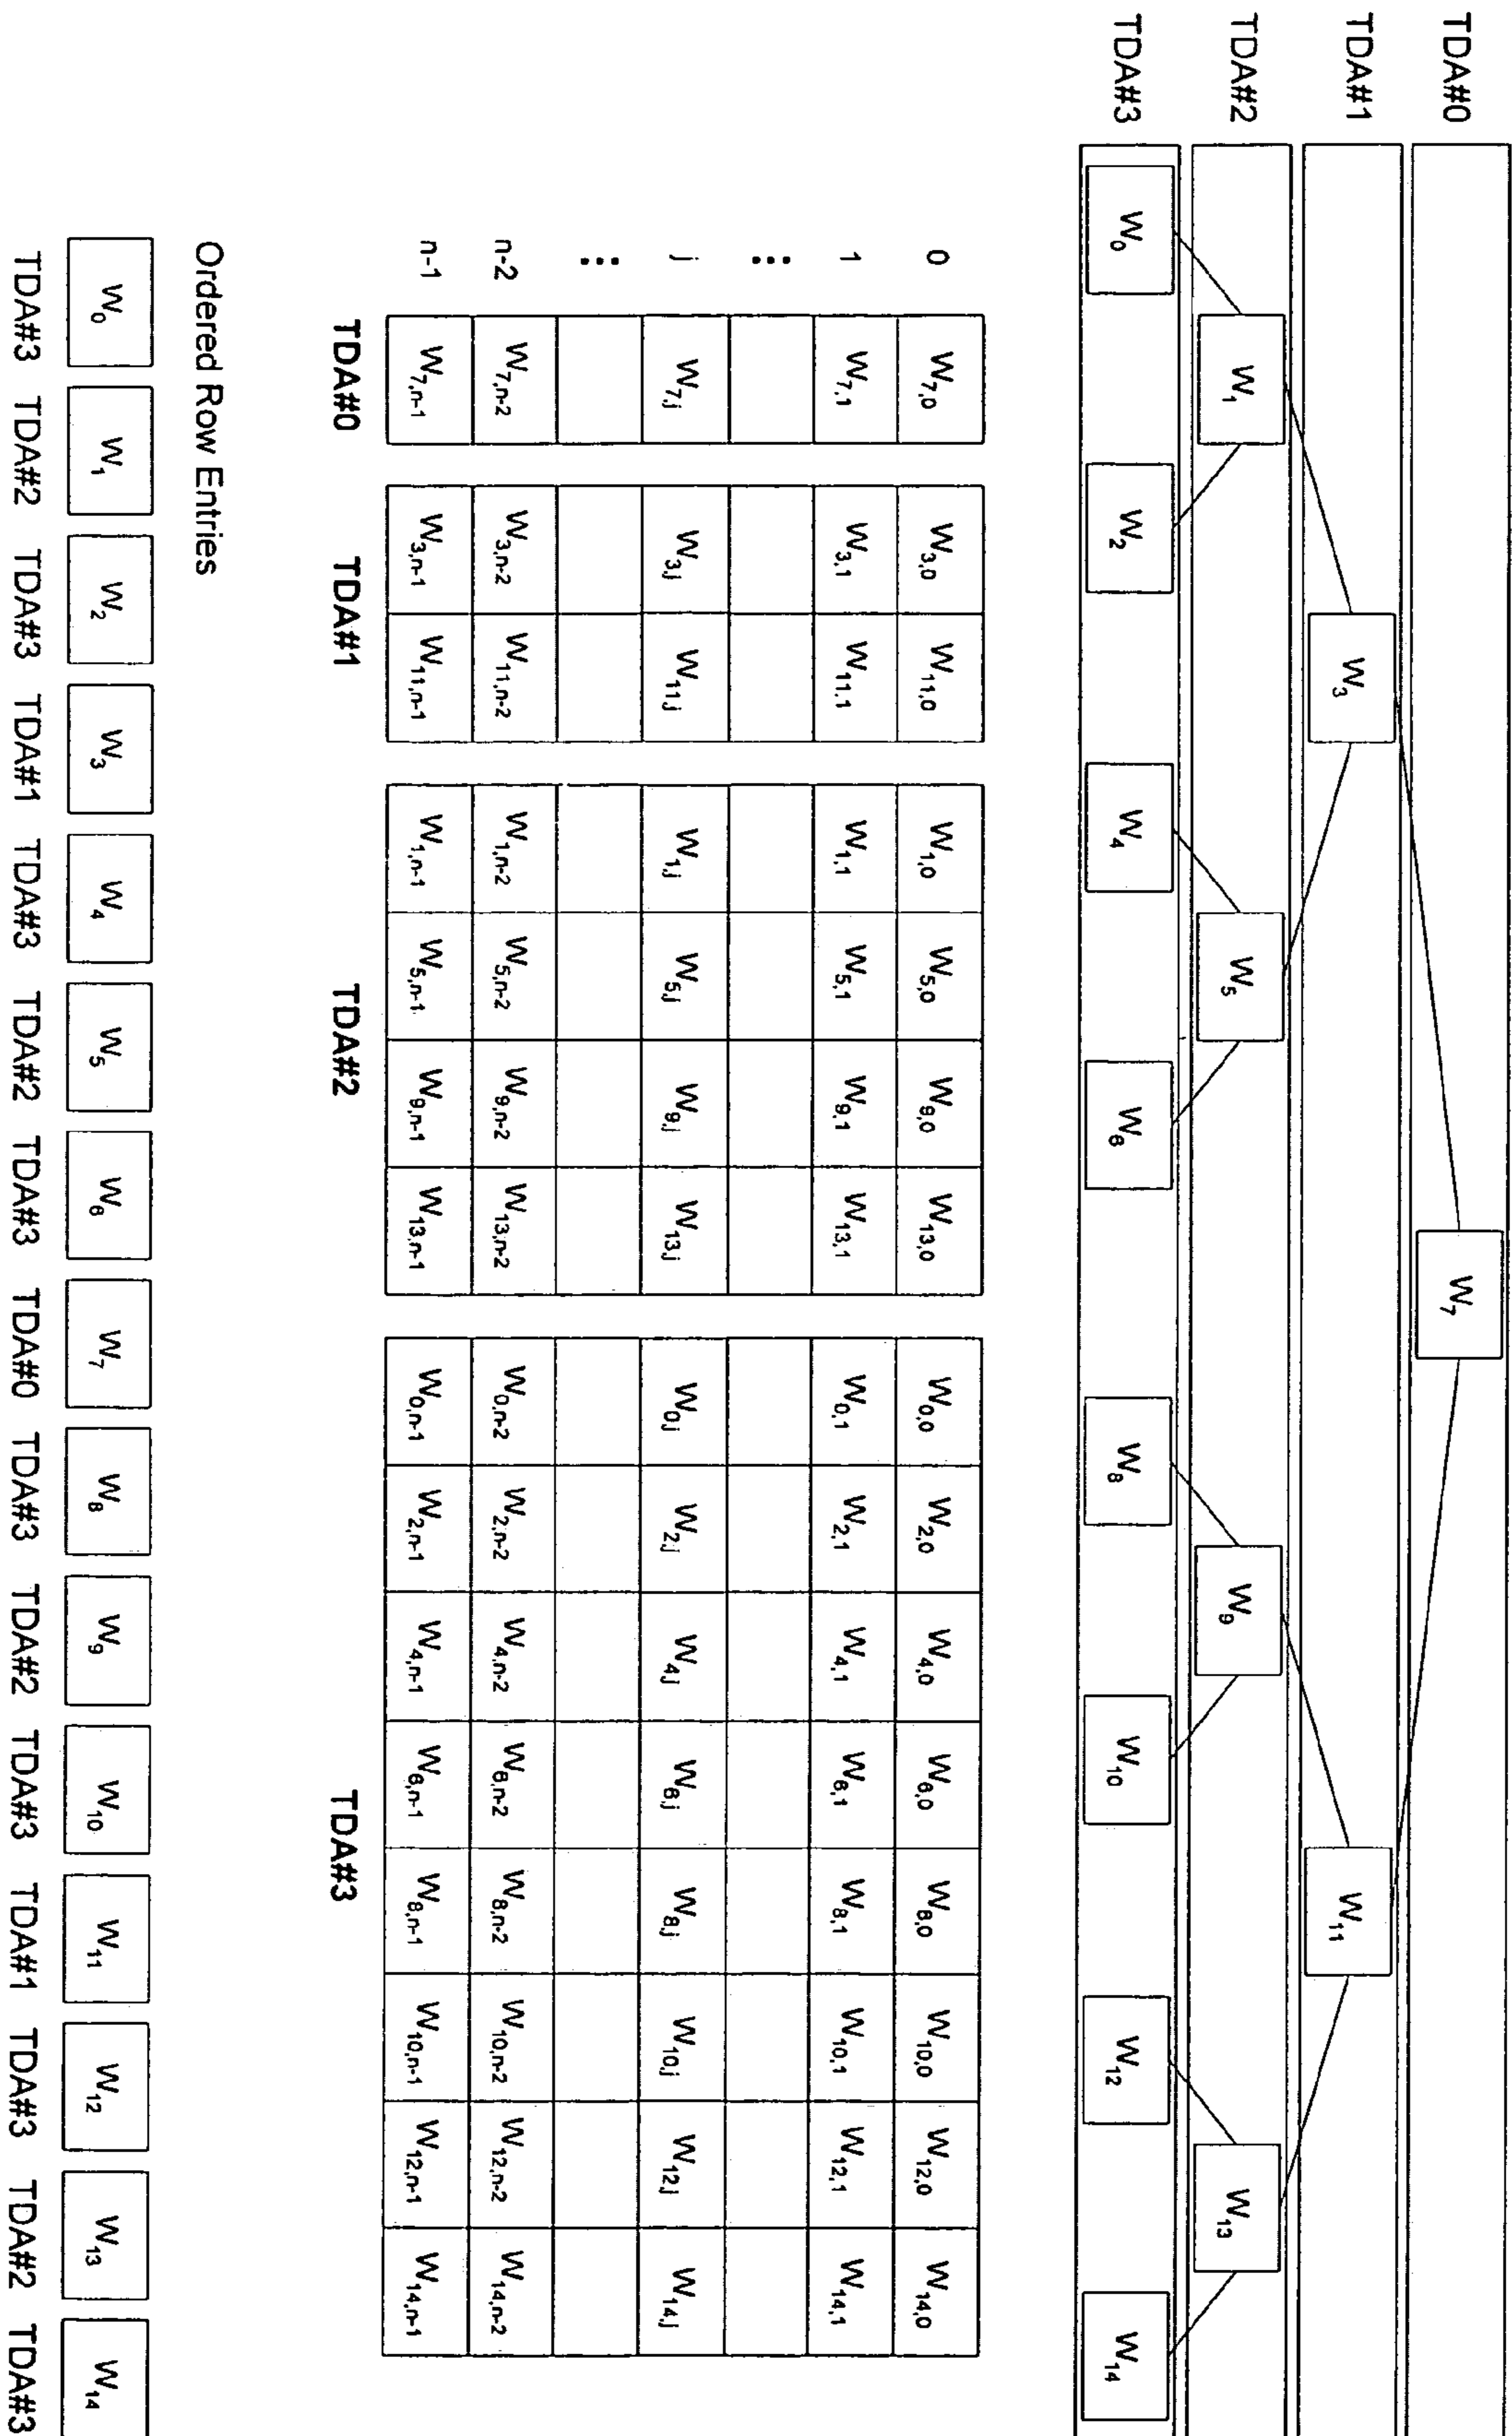 TDA#0
W7
TDA#1
W3 W11
TDA#2
W1 W5 W9 W13
TDA#3
W0 W2 W4 W6 W8 W10 W12 W14
0 W7,0 W3,0 W11,0 W1,0 W5,0 W9,0 W13,0 W0,0 W2,0 W4,0 W6,0 W8,0 W10,0 W12,0 W14,0
1 W7,1 W3,1 W11,1 W1,1 W5,1 W9,1 W13,1 W0,1 W2,1 W4,1 W6,1 W8,1 W10,1 W12,1 W14,1
⋮
j W7,j W3,j W11,j W1,j W5,j W9,j W13,j W0,j W2,j W4,j W6,j W8,j W10,j W12,j W14,j
⋮
n-2 W7,n-2 W3,n-2 W11,n-2 W1,n-2 W5,n-2 W9,n-2 W13,n-2 W0,n-2 W2,n-2 W4,n-2 W6,n-2 W8,n-2 W10,n-2 W12,n-2 W14,n-2
n-1 W7,n-1 W3,n-1 W11,n-1 W1,n-1 W5,n-1 W9,n-1 W13,n-1 W0,n-1 W2,n-1 W4,n-1 W6,n-1 W8,n-1 W10,n-1 W12,n-1 W14,n-1
TDA#0 TDA#1 TDA#2 TDA#3
Ordered Row Entries
W0 W1 W2 W3 W4 W5 W6 W7 W8 W9 W10 W11 W12 W13 W14
TDA#3 TDA#2 TDA#3 TDA#1 TDA#3 TDA#2 TDA#3 TDA#0 TDA#3 TDA#2 TDA#3 TDA#1 TDA#3 TDA#2 TDA#3